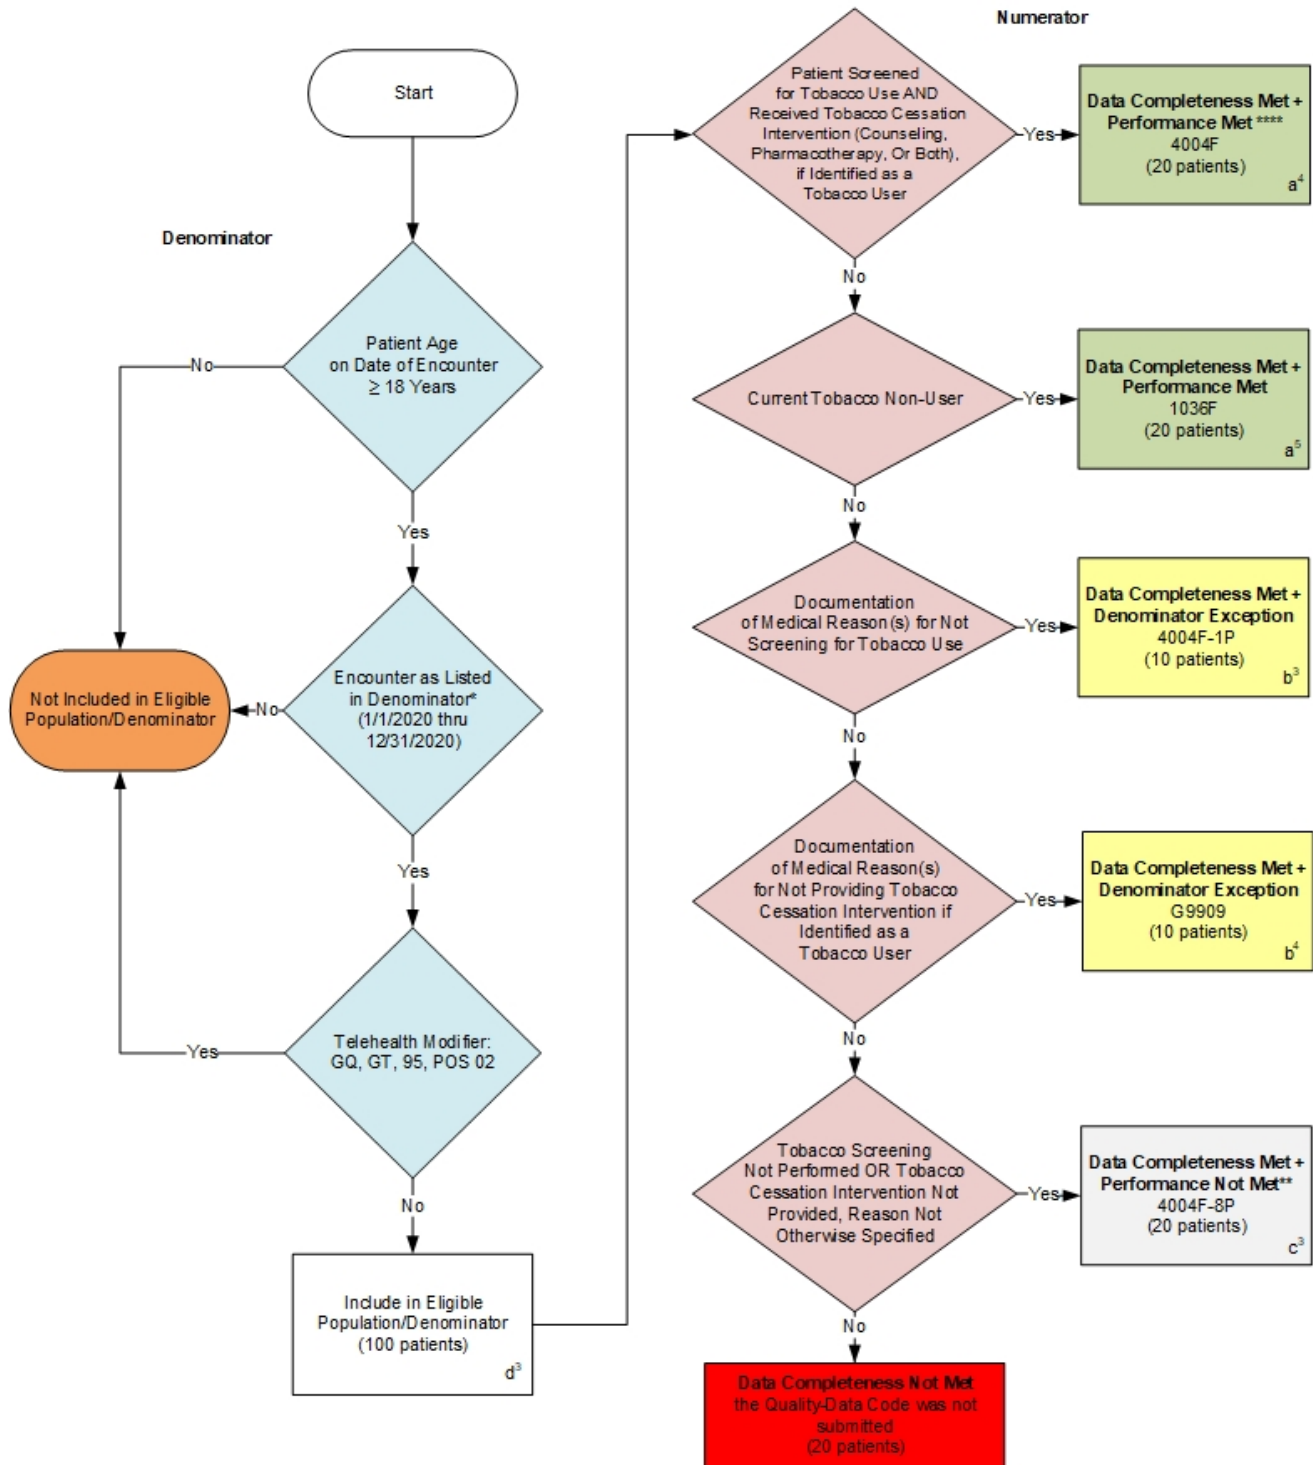 Numerator
Start
Denominator
Patient Age
on Date of Encounter
≥ 18 Years
No
Yes
Encounter as Listed
in Denominator*
(1/1/2020 thru
12/31/2020)
No
Not Included in Eligible
Population/Denominator
Yes
Telehealth Modifier:
GQ, GT, 95, POS 02
Yes
No
Include in Eligible
Population/Denominator
(100 patients)
d³
Patient Screened
for Tobacco Use AND
Received Tobacco Cessation
Intervention (Counseling,
Pharmacotherapy, Or Both),
if Identified as a
Tobacco User
Yes
Data Completeness Met +
Performance Met ****
4004F
(20 patients)
a⁴
No
Current Tobacco Non-User
Yes
Data Completeness Met +
Performance Met
1036F
(20 patients)
a⁵
No
Documentation
of Medical Reason(s) for Not
Screening for Tobacco Use
Yes
Data Completeness Met +
Denominator Exception
4004F-1P
(10 patients)
b³
No
Documentation
of Medical Reason(s)
for Not Providing Tobacco
Cessation Intervention if
Identified as a
Tobacco User
Yes
Data Completeness Met +
Denominator Exception
G9909
(10 patients)
b⁴
No
Tobacco Screening
Not Performed OR Tobacco
Cessation Intervention Not
Provided, Reason Not
Otherwise Specified
Yes
Data Completeness Met +
Performance Not Met**
4004F-8P
(20 patients)
c³
No
Data Completeness Not Met
the Quality-Data Code was not
submitted
(20 patients)